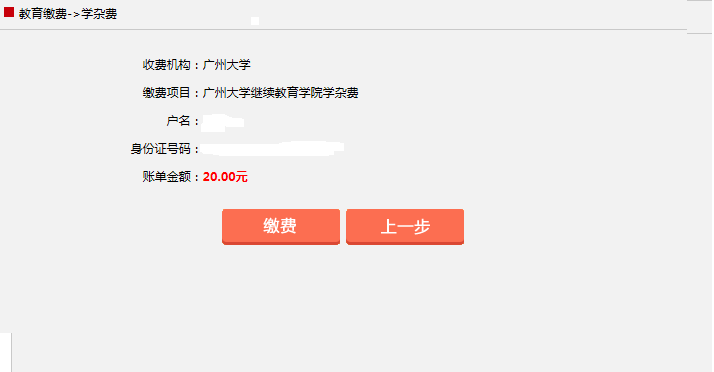 教育缴费->学杂费
收费机构：广州大学
缴费项目：广州大学继续教育学院学杂费
户名：
身份证号码：
账单金额：20.00元
缴费 上一步